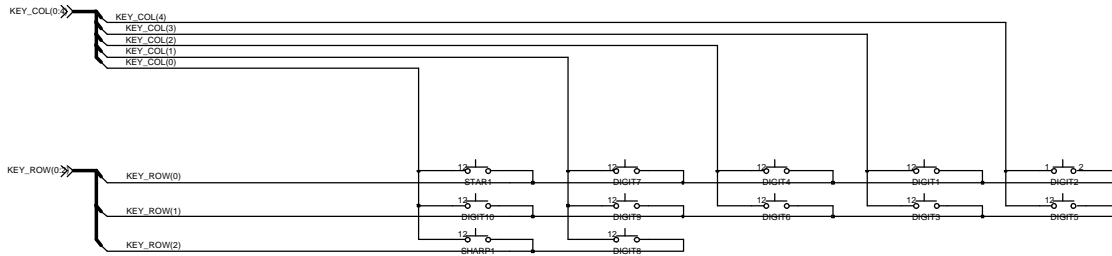 KEY_COL(0:4)
KEY_COL(4)
KEY_COL(3)
KEY_COL(2)
KEY_COL(1)
KEY_COL(0)
KEY_ROW(0:
KEY_ROW(0)
12 12 12 12 1 2
STAR1 DIGIT7 DIGIT4 DIGIT1 DIGIT2
KEY_ROW(1)
12 12 12 12 12
DIGIT10 DIGIT9 DIGIT6 DIGIT3 DIGIT5
KEY_ROW(2)
12 12
SHARP1 DIGIT8